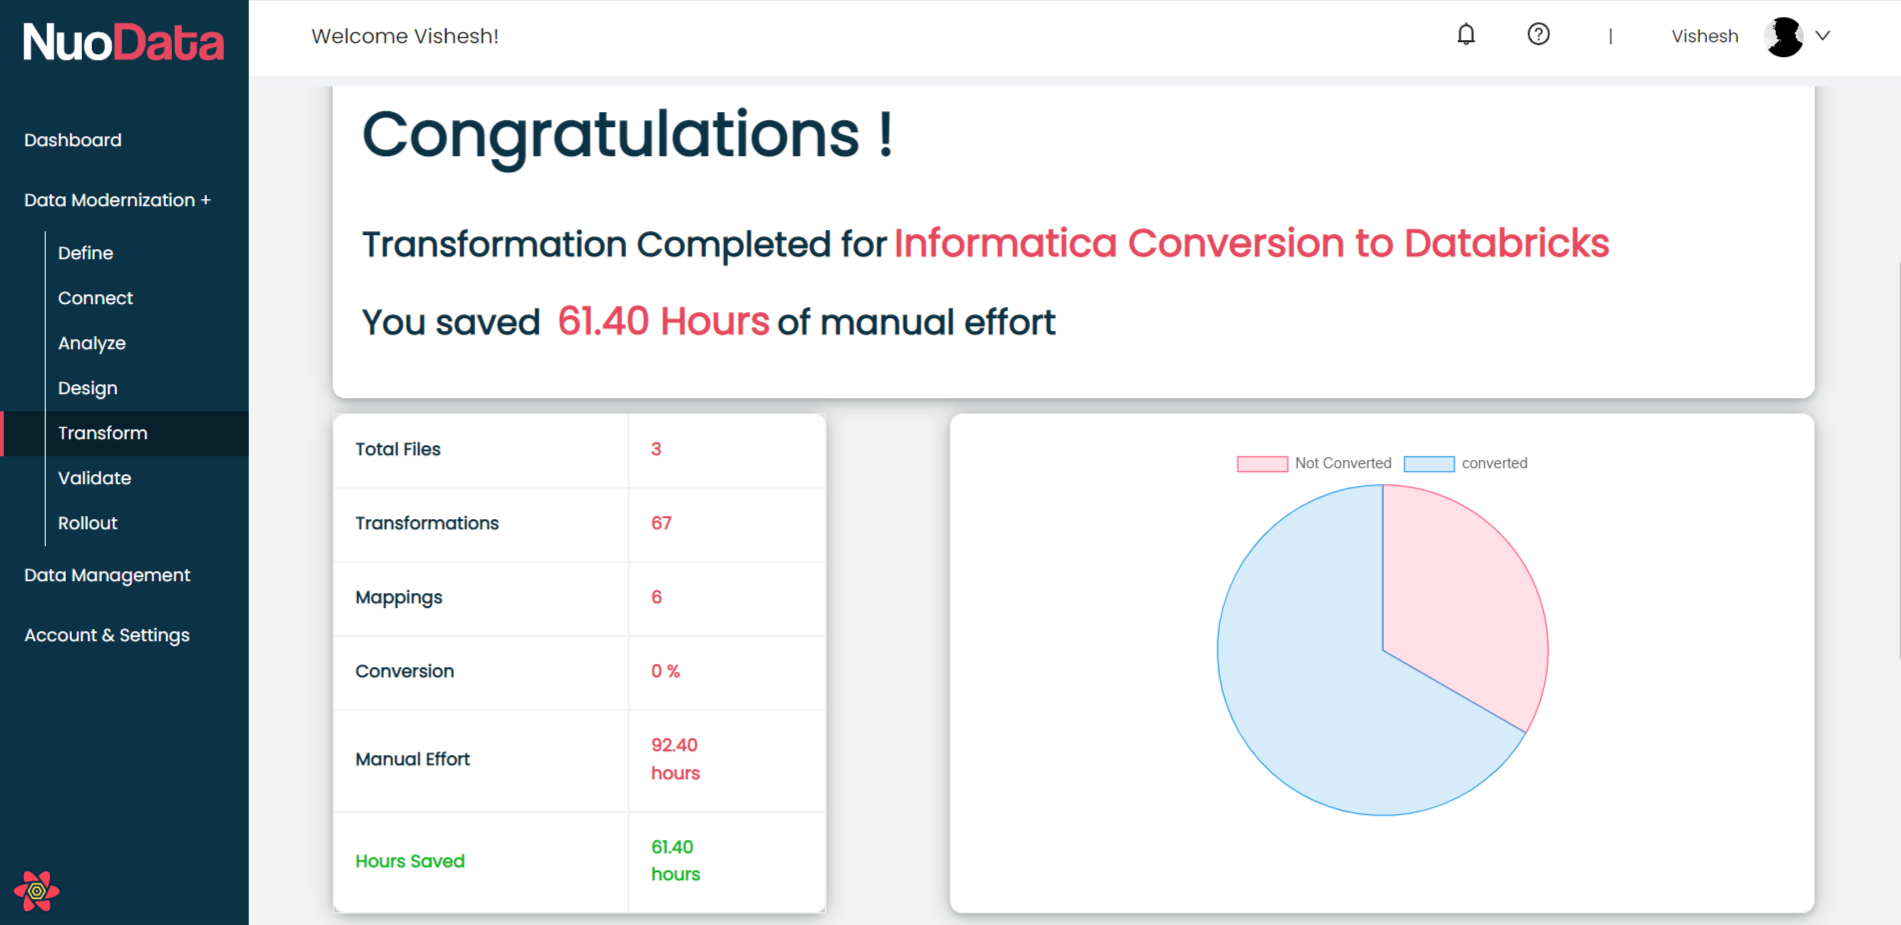 NuoData
Welcome Vishesh!
Vishesh
Dashboard
Data Modernization +
Define
Connect
Analyze
Design
Transform
Validate
Rollout
Data Management
Account & Settings
Congratulations !
Transformation Completed for Informatica Conversion to Databricks
You saved 61.40 Hours of manual effort
Total Files 3
Transformations 67
Mappings 6
Conversion 0 %
Manual Effort 92.40
hours
Hours Saved 61.40
hours
Not Converted converted